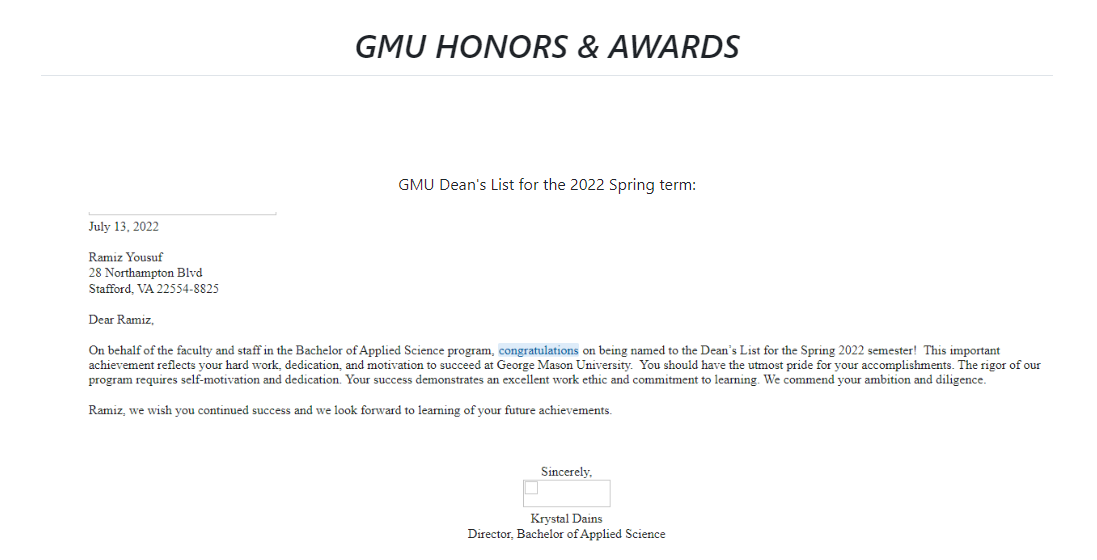 GMU HONORS & AWARDS
GMU Dean's List for the 2022 Spring term:
July 13, 2022
Ramiz Yousuf
28 Northampton Blvd
Stafford, VA 22554-8825
Dear Ramiz,
On behalf of the faculty and staff in the Bachelor of Applied Science program, congratulations on being named to the Dean’s List for the Spring 2022 semester!  This important
achievement reflects your hard work, dedication, and motivation to succeed at George Mason University.  You should have the utmost pride for your accomplishments. The rigor of our
program requires self-motivation and dedication. Your success demonstrates an excellent work ethic and commitment to learning. We commend your ambition and diligence.
Ramiz, we wish you continued success and we look forward to learning of your future achievements.
Sincerely,
Krystal Dains
Director, Bachelor of Applied Science